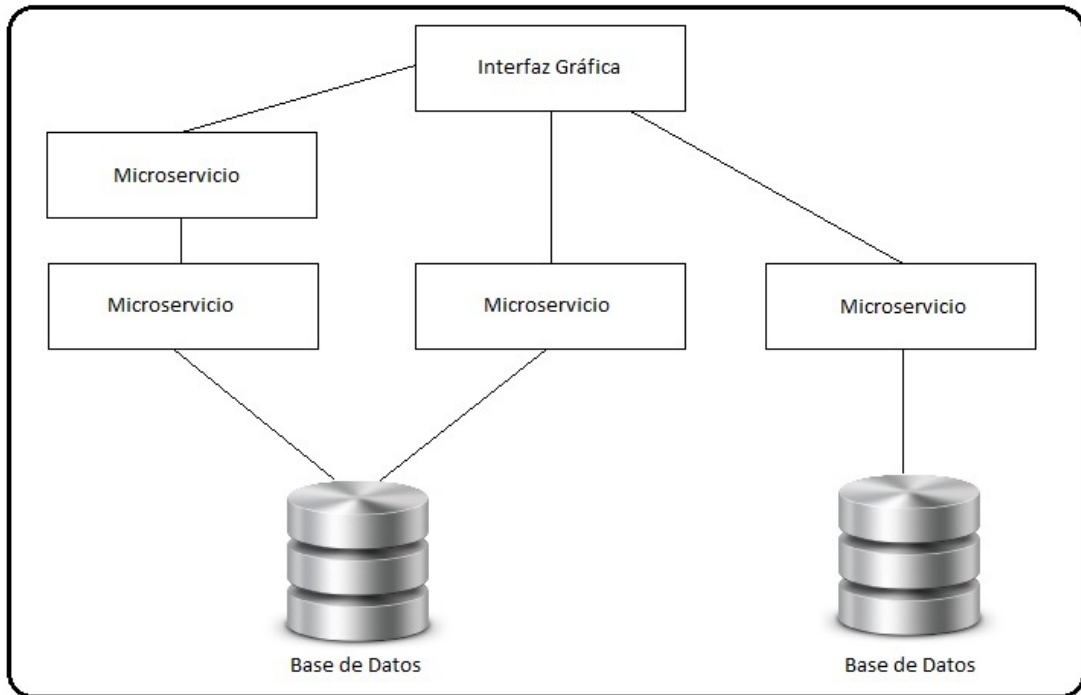 Interfaz Gráfica
Microservicio
Microservicio
Microservicio
Microservicio
Base de Datos
Base de Datos